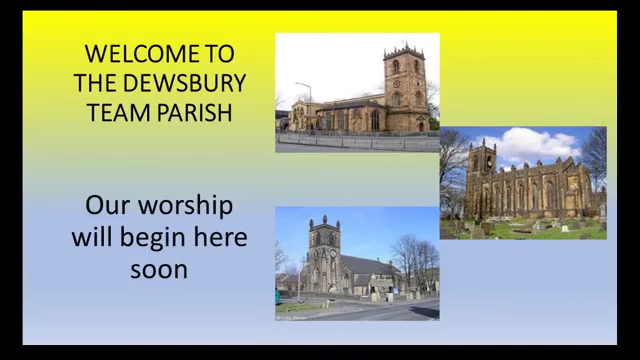 WELCOME TO
THE DEWSBURY
TEAM PARISH
Our worship
will begin here
soon